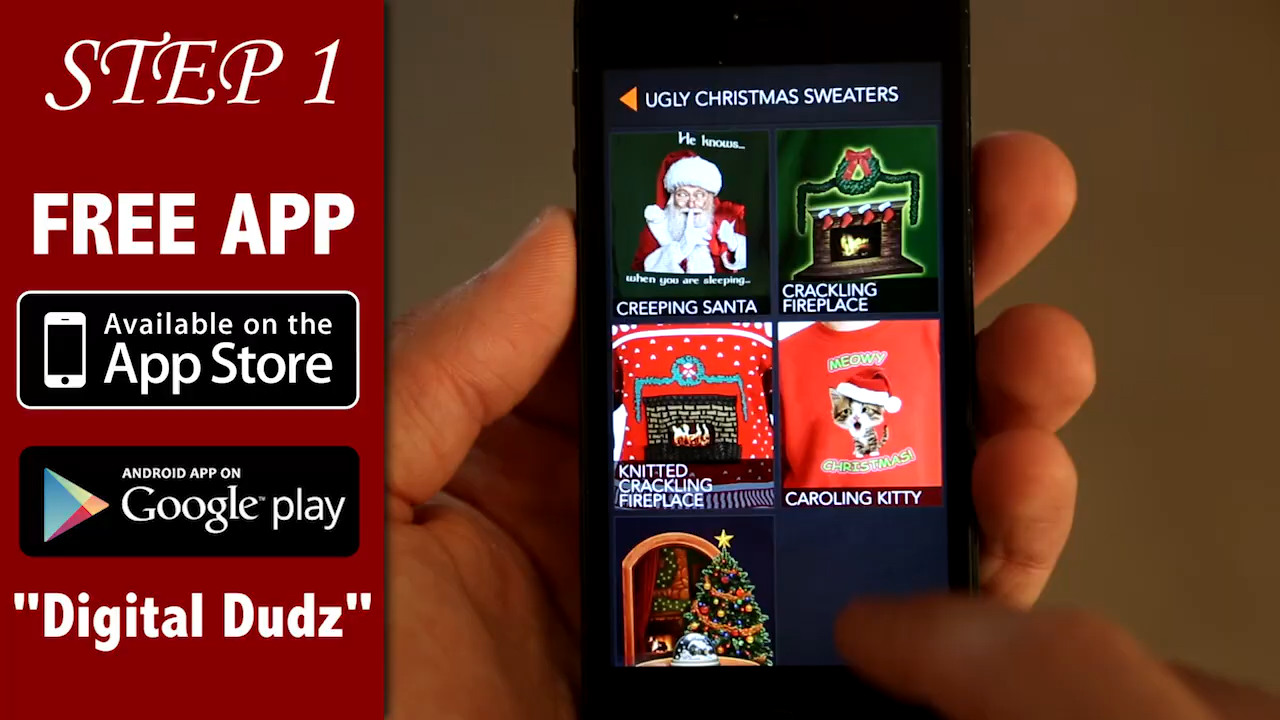 STEP 1
FREE APP
Available on the
App Store
ANDROID APP ON
Google play
"Digital Dudz"
UGLY CHRISTMAS SWEATERS
He knows...
when you are sleeping...
CREEPING SANTA
CRACKLING
FIREPLACE
KNITTED
CRACKLING
FIREPLACE
MEOWY
CHRISTMAS!
CAROLING KITTY